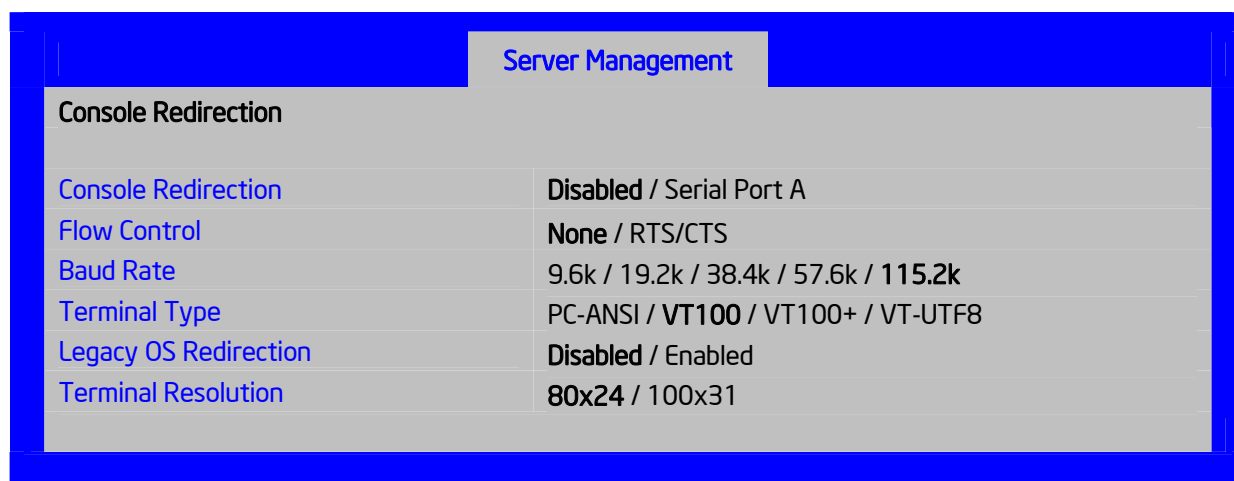 Server Management
Console Redirection
Console Redirection Disabled / Serial Port A
Flow Control None / RTS/CTS
Baud Rate 9.6k / 19.2k / 38.4k / 57.6k / 115.2k
Terminal Type PC-ANSI / VT100 / VT100+ / VT-UTF8
Legacy OS Redirection Disabled / Enabled
Terminal Resolution 80x24 / 100x31